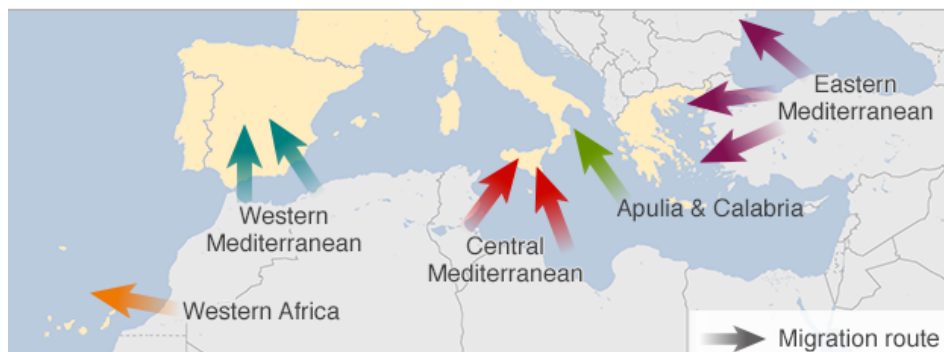 Eastern
Mediterranean
Apulia & Calabria
Western
Mediterranean
Central
Mediterranean
Western Africa
Migration route